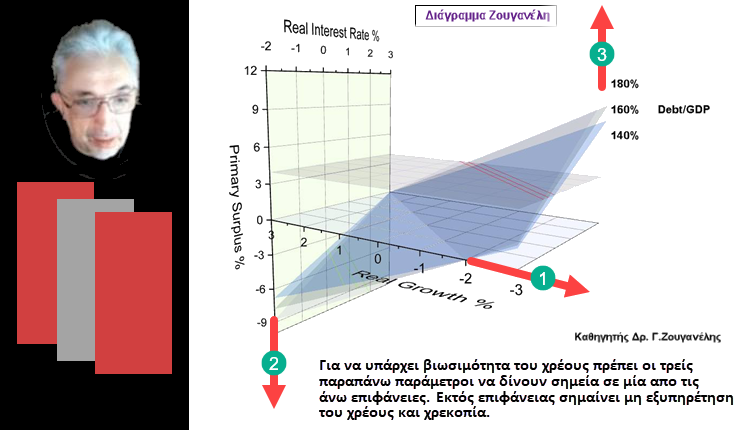 Διάγραμμα Ζουγανέλη
Real Interest Rate %
-2 -1 0 1 2 3
12
9
6
3
0
-3
-6
-9
Primary Surplus %
3 2 1 0 -1 -2 -3
Real Growth %
180%
160% Debt/GDP
140%
3
1
2
Καθηγητής Δρ. Γ.Ζουγανέλης
Για να υπάρχει βιωσιμότητα του χρέους πρέπει οι τρείς
παραπάνω παράμετροι να δίνουν σημεία σε μία απο τις
άνω επιφάνειες. Εκτός επιφάνειας σημαίνει μη εξυπηρέτηση
του χρέους και χρεκοπία.